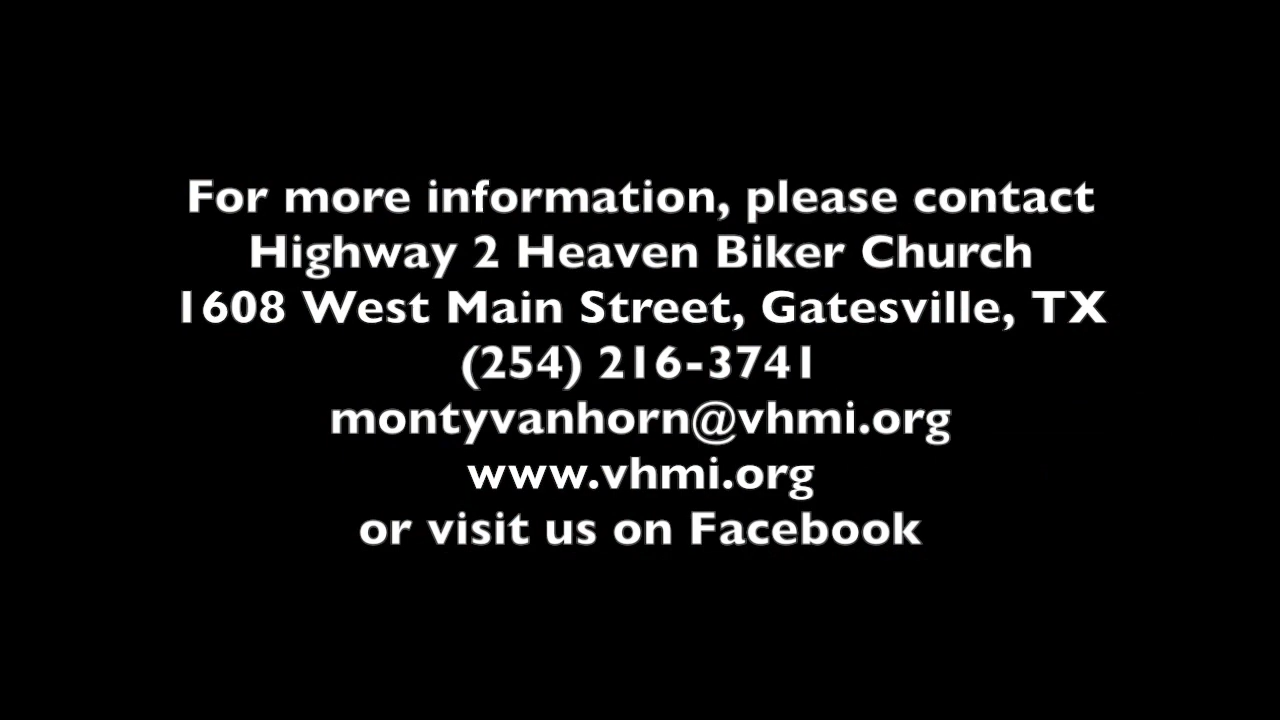 For more information, please contact
Highway 2 Heaven Biker Church
1608 West Main Street, Gatesville, TX
(254) 216-3741
montyvanhorn@vhmi.org
www.vhmi.org
or visit us on Facebook